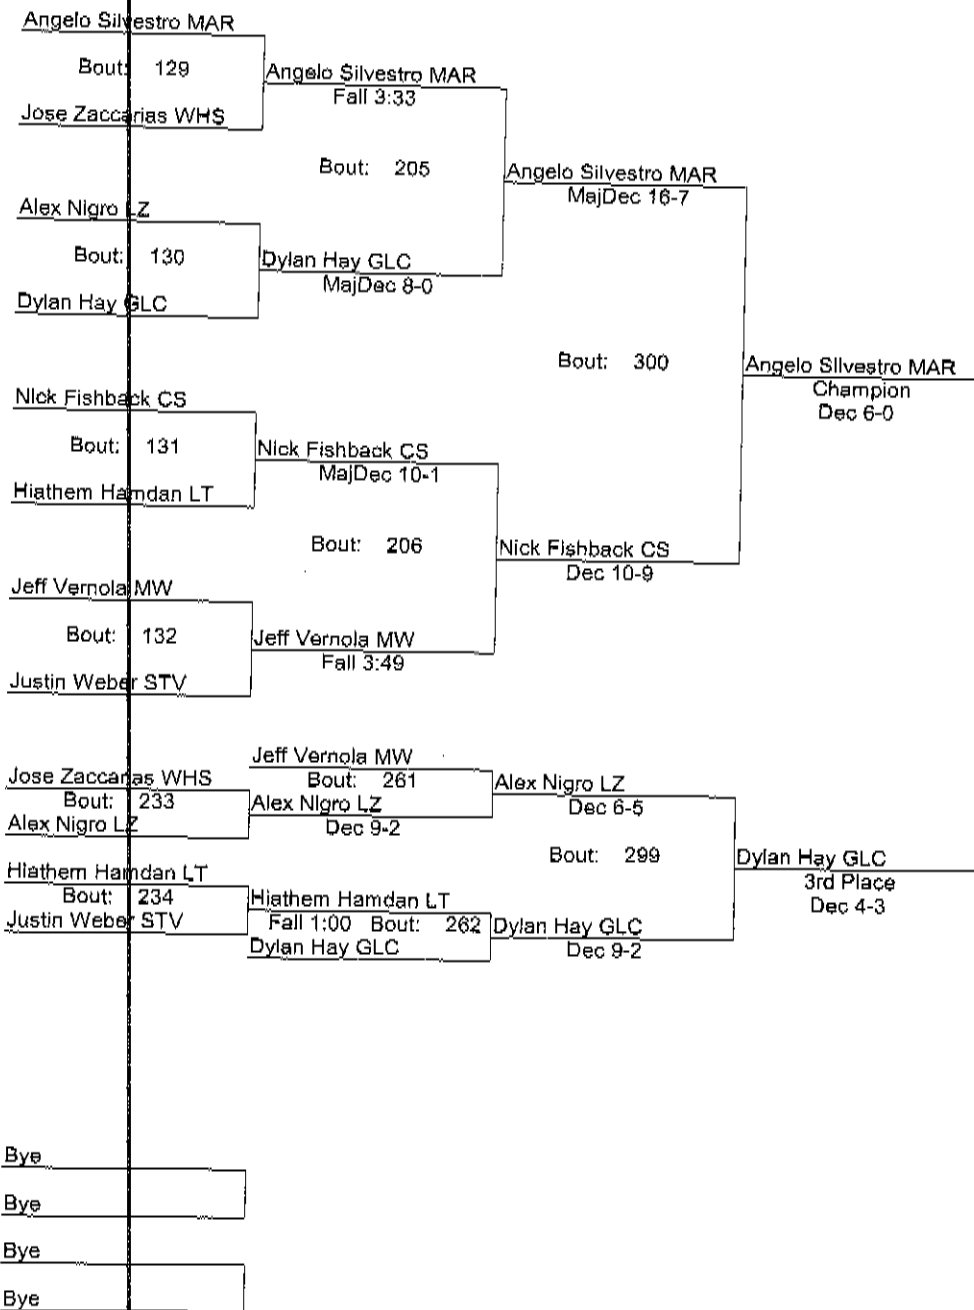 Angelo Silvestro MAR
Bout: 129
Angelo Silvestro MAR
Fall 3:33
Jose Zaccarias WHS
Bout: 205
Angelo Silvestro MAR
MajDec 16-7
Alex Nigro LZ
Bout: 130
Dylan Hay GLC
MajDec 8-0
Dylan Hay GLC
Bout: 300
Angelo Silvestro MAR
Champion
Dec 6-0
Nick Fishback CS
Bout: 131
Nick Fishback CS
MajDec 10-1
Hiathem Hamdan LT
Bout: 206
Nick Fishback CS
Dec 10-9
Jeff Vernola MW
Bout: 132
Jeff Vernola MW
Fall 3:49
Justin Weber STV
Jeff Vernola MW
Jose Zaccarias WHS
Bout: 261
Alex Nigro LZ
Bout: 233
Alex Nigro LZ
Dec 6-5
Alex Nigro LZ
Dec 9-2
Bout: 299
Dylan Hay GLC
3rd Place
Dec 4-3
Hiathem Hamdan LT
Bout: 234
Hiathem Hamdan LT
Justin Weber STV
Fall 1:00 Bout: 262
Dylan Hay GLC
Dec 9-2
Dylan Hay GLC
Bye
Bye
Bye
Bye